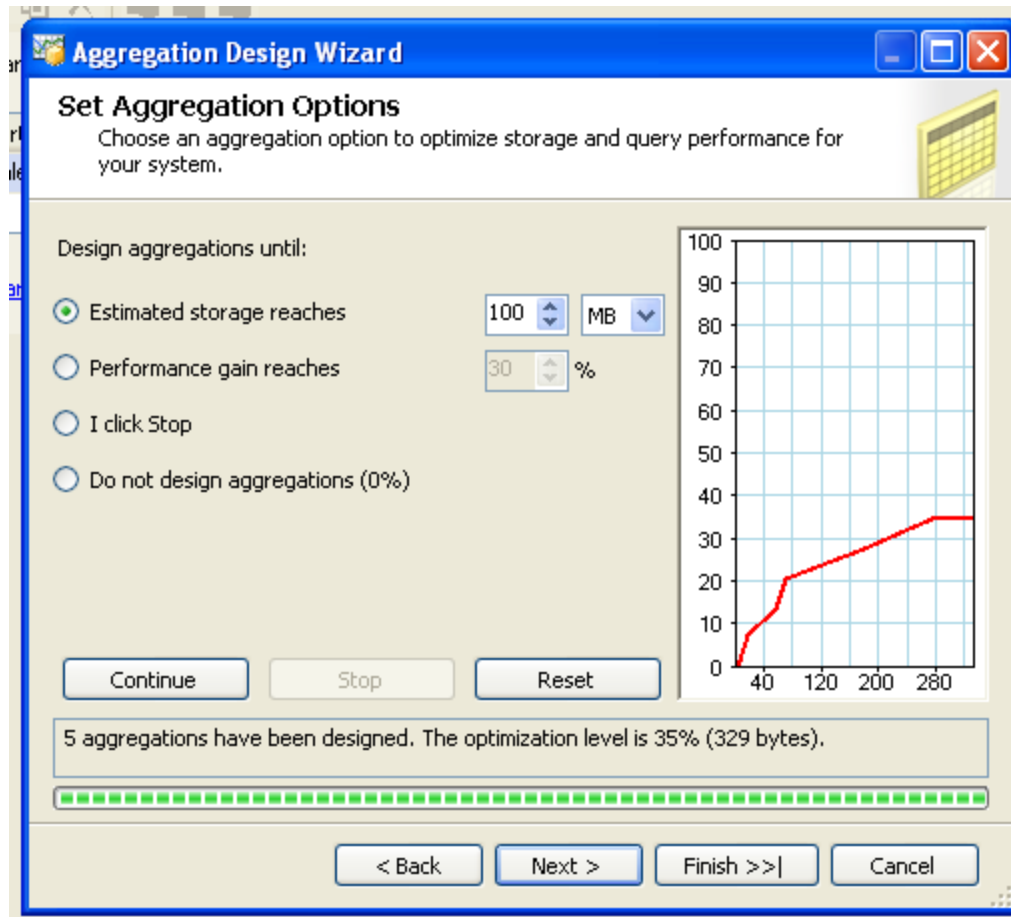 Aggregation Design Wizard
Set Aggregation Options
Choose an aggregation option to optimize storage and query performance for
your system.
Design aggregations until:
Estimated storage reaches 100 MB
Performance gain reaches 30 %
I click Stop
Do not design aggregations (0%)
100
90
80
70
60
50
40
30
20
10
0
40 120 200 280
Continue Stop Reset
5 aggregations have been designed. The optimization level is 35% (329 bytes).
< Back Next > Finish >>| Cancel